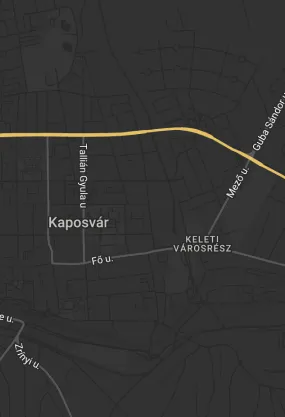 Guba Sándor u
Tallián Gyula u
Mező u.
Kaposvár
KELETI
VÁROSRÉSZ
Fő u.
e u.
Zrínyi u.